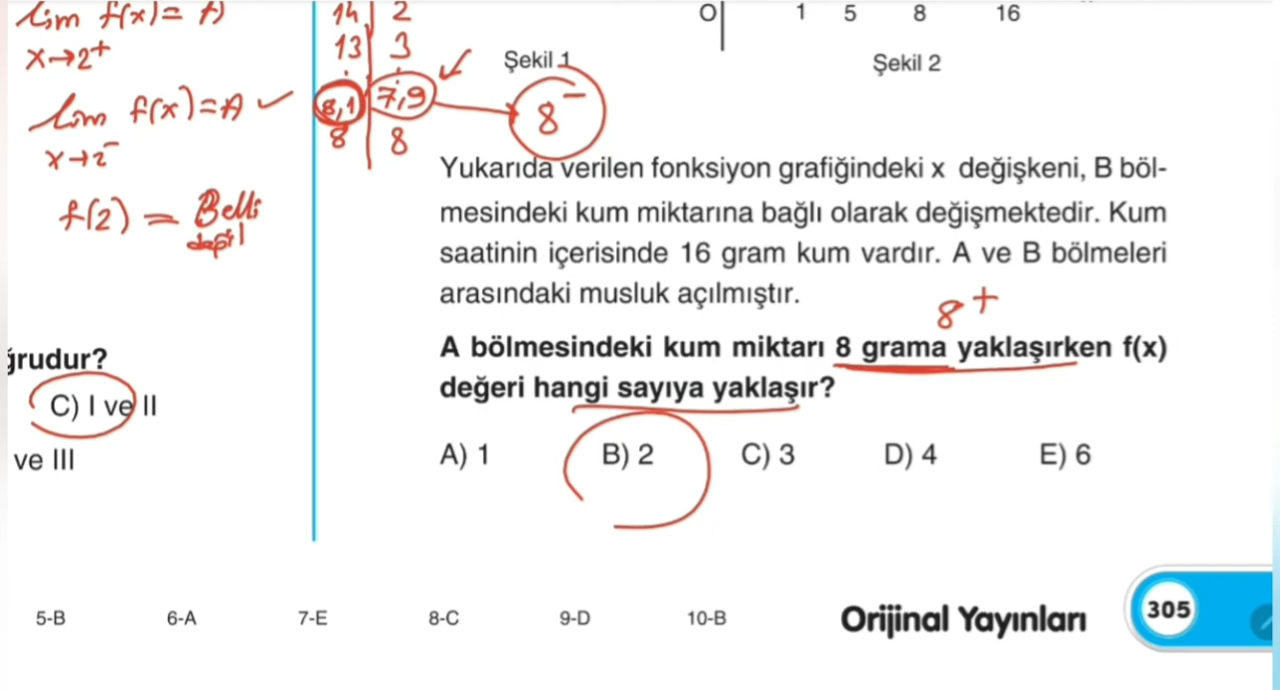 lim f(x) = A
x→2⁺
lim f(x) = A ✓
x→2⁻
f(2) = Belli
değil
ğrudur?
C) I ve II
ve III
14 2
13 3
8,1 7,9
8 8
8⁻
O 1 5 8 16
Şekil 1
Şekil 2
Yukarıda verilen fonksiyon grafiğindeki x değişkeni, B böl-
mesindeki kum miktarına bağlı olarak değişmektedir. Kum
saatinin içerisinde 16 gram kum vardır. A ve B bölmeleri
arasındaki musluk açılmıştır.
8⁺
A bölmesindeki kum miktarı 8 grama yaklaşırken f(x)
değeri hangi sayıya yaklaşır?
A) 1 B) 2 C) 3 D) 4 E) 6
5-B 6-A 7-E 8-C 9-D 10-B
Orijinal Yayınları 305